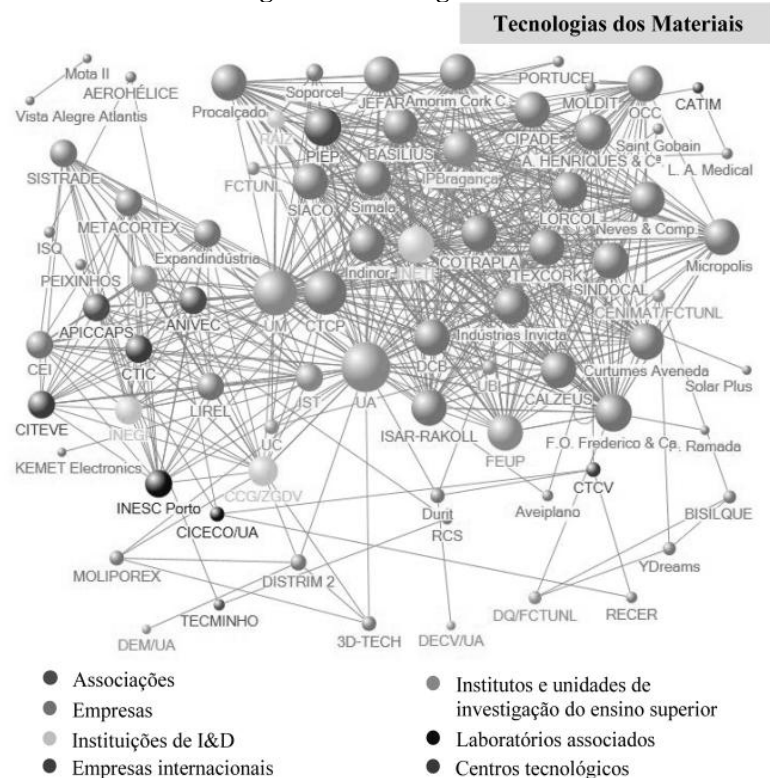 Tecnologias dos Materiais
Mota II
AEROHÉLICE
Vista Alegre Atlantis
Procalçado
Soporcel
JEFAR
Amorim Cork C.
PORTUCEL
MOLDIT
OCC
CATIM
RAIZ
PIEP
BASILIUS
CIPADE
A. HENRIQUES & Cª
Saint Gobain
L. A. Medical
SISTRADE
FCTUNL
SIACO
Simala
IPBragança
LORCOL
Neves & Comp.
METACORTEX
ISQ
Expandindústria
Indinor
INETI
COTRAPLA
TEXCORK
SINDOCAL
Micropolis
PEIXINHOS
UP
APICCAPS
ANIVEC
UM
CTCP
Indústrias Invicta
CENIMAT/FCTUNL
CEI
CTIC
LIREL
IST
UA
DCB
UBI
CALZEUS
Curtumes Aveneda
Solar Plus
CITEVE
INEGI
UC
ISAR-RAKOLL
FEUP
F.O. Frederico & Ca.
Ramada
KEMET Electronics
INESC Porto
CCG/ZGDV
CICECO/UA
Durit
RCS
Aveiplano
CTCV
BISILQUE
MOLIPOREX
DISTRIM 2
YDreams
TECMINHO
DEM/UA
3D-TECH
DECV/UA
DQ/FCTUNL
RECER
Associações
Empresas
Instituições de I&D
Empresas internacionais
Institutos e unidades de
investigação do ensino superior
Laboratórios associados
Centros tecnológicos